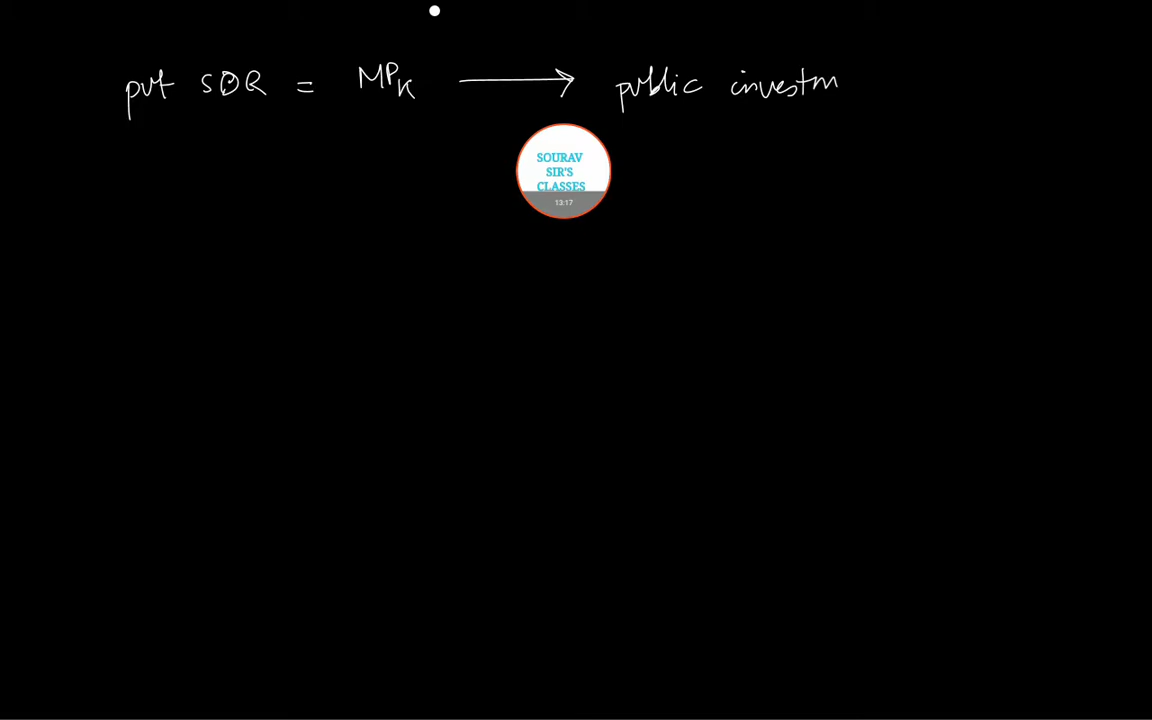 put SDR = MPK → public investm
SOURAV
SIR'S
CLASSES
13:17